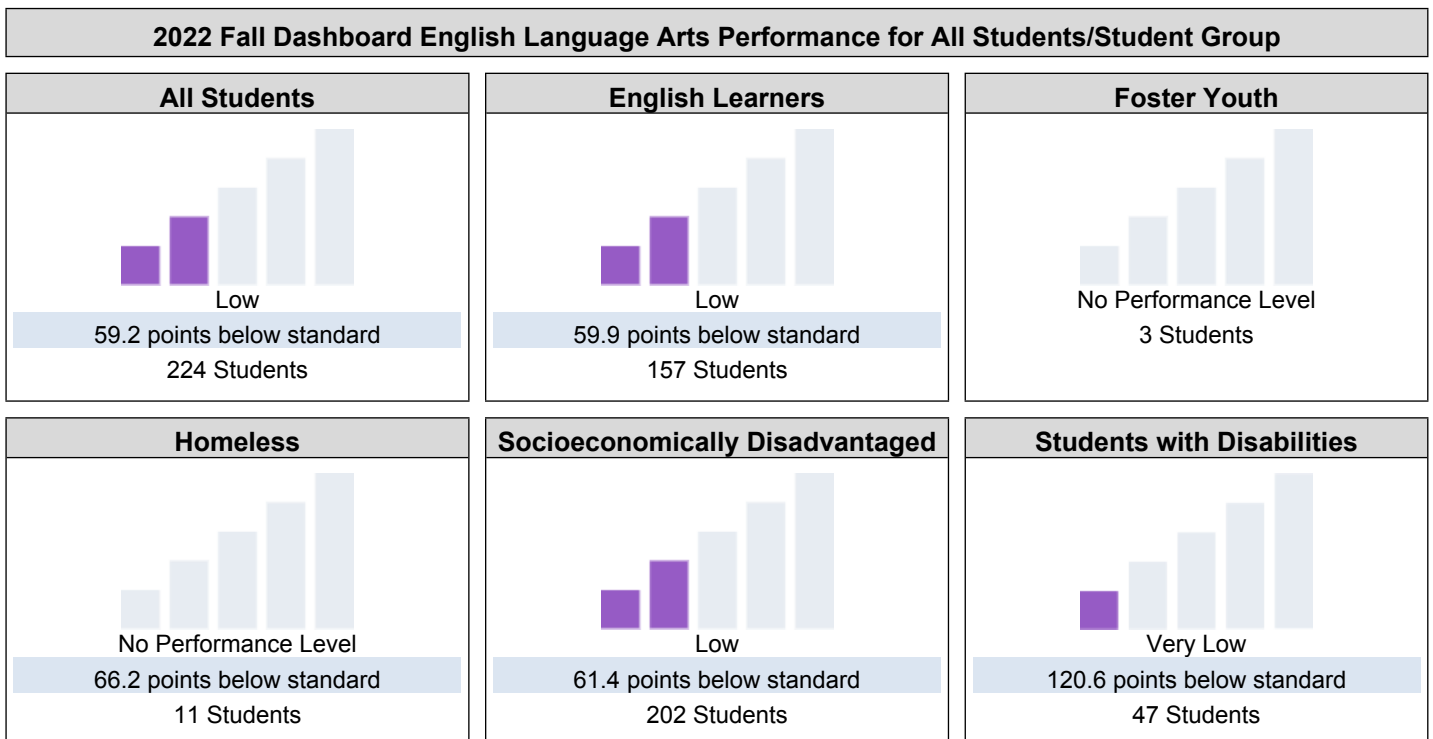 2022 Fall Dashboard English Language Arts Performance for All Students/Student Group
All Students
Low
59.2 points below standard
224 Students
English Learners
Low
59.9 points below standard
157 Students
Foster Youth
No Performance Level
3 Students
Homeless
No Performance Level
66.2 points below standard
11 Students
Socioeconomically Disadvantaged
Low
61.4 points below standard
202 Students
Students with Disabilities
Very Low
120.6 points below standard
47 Students